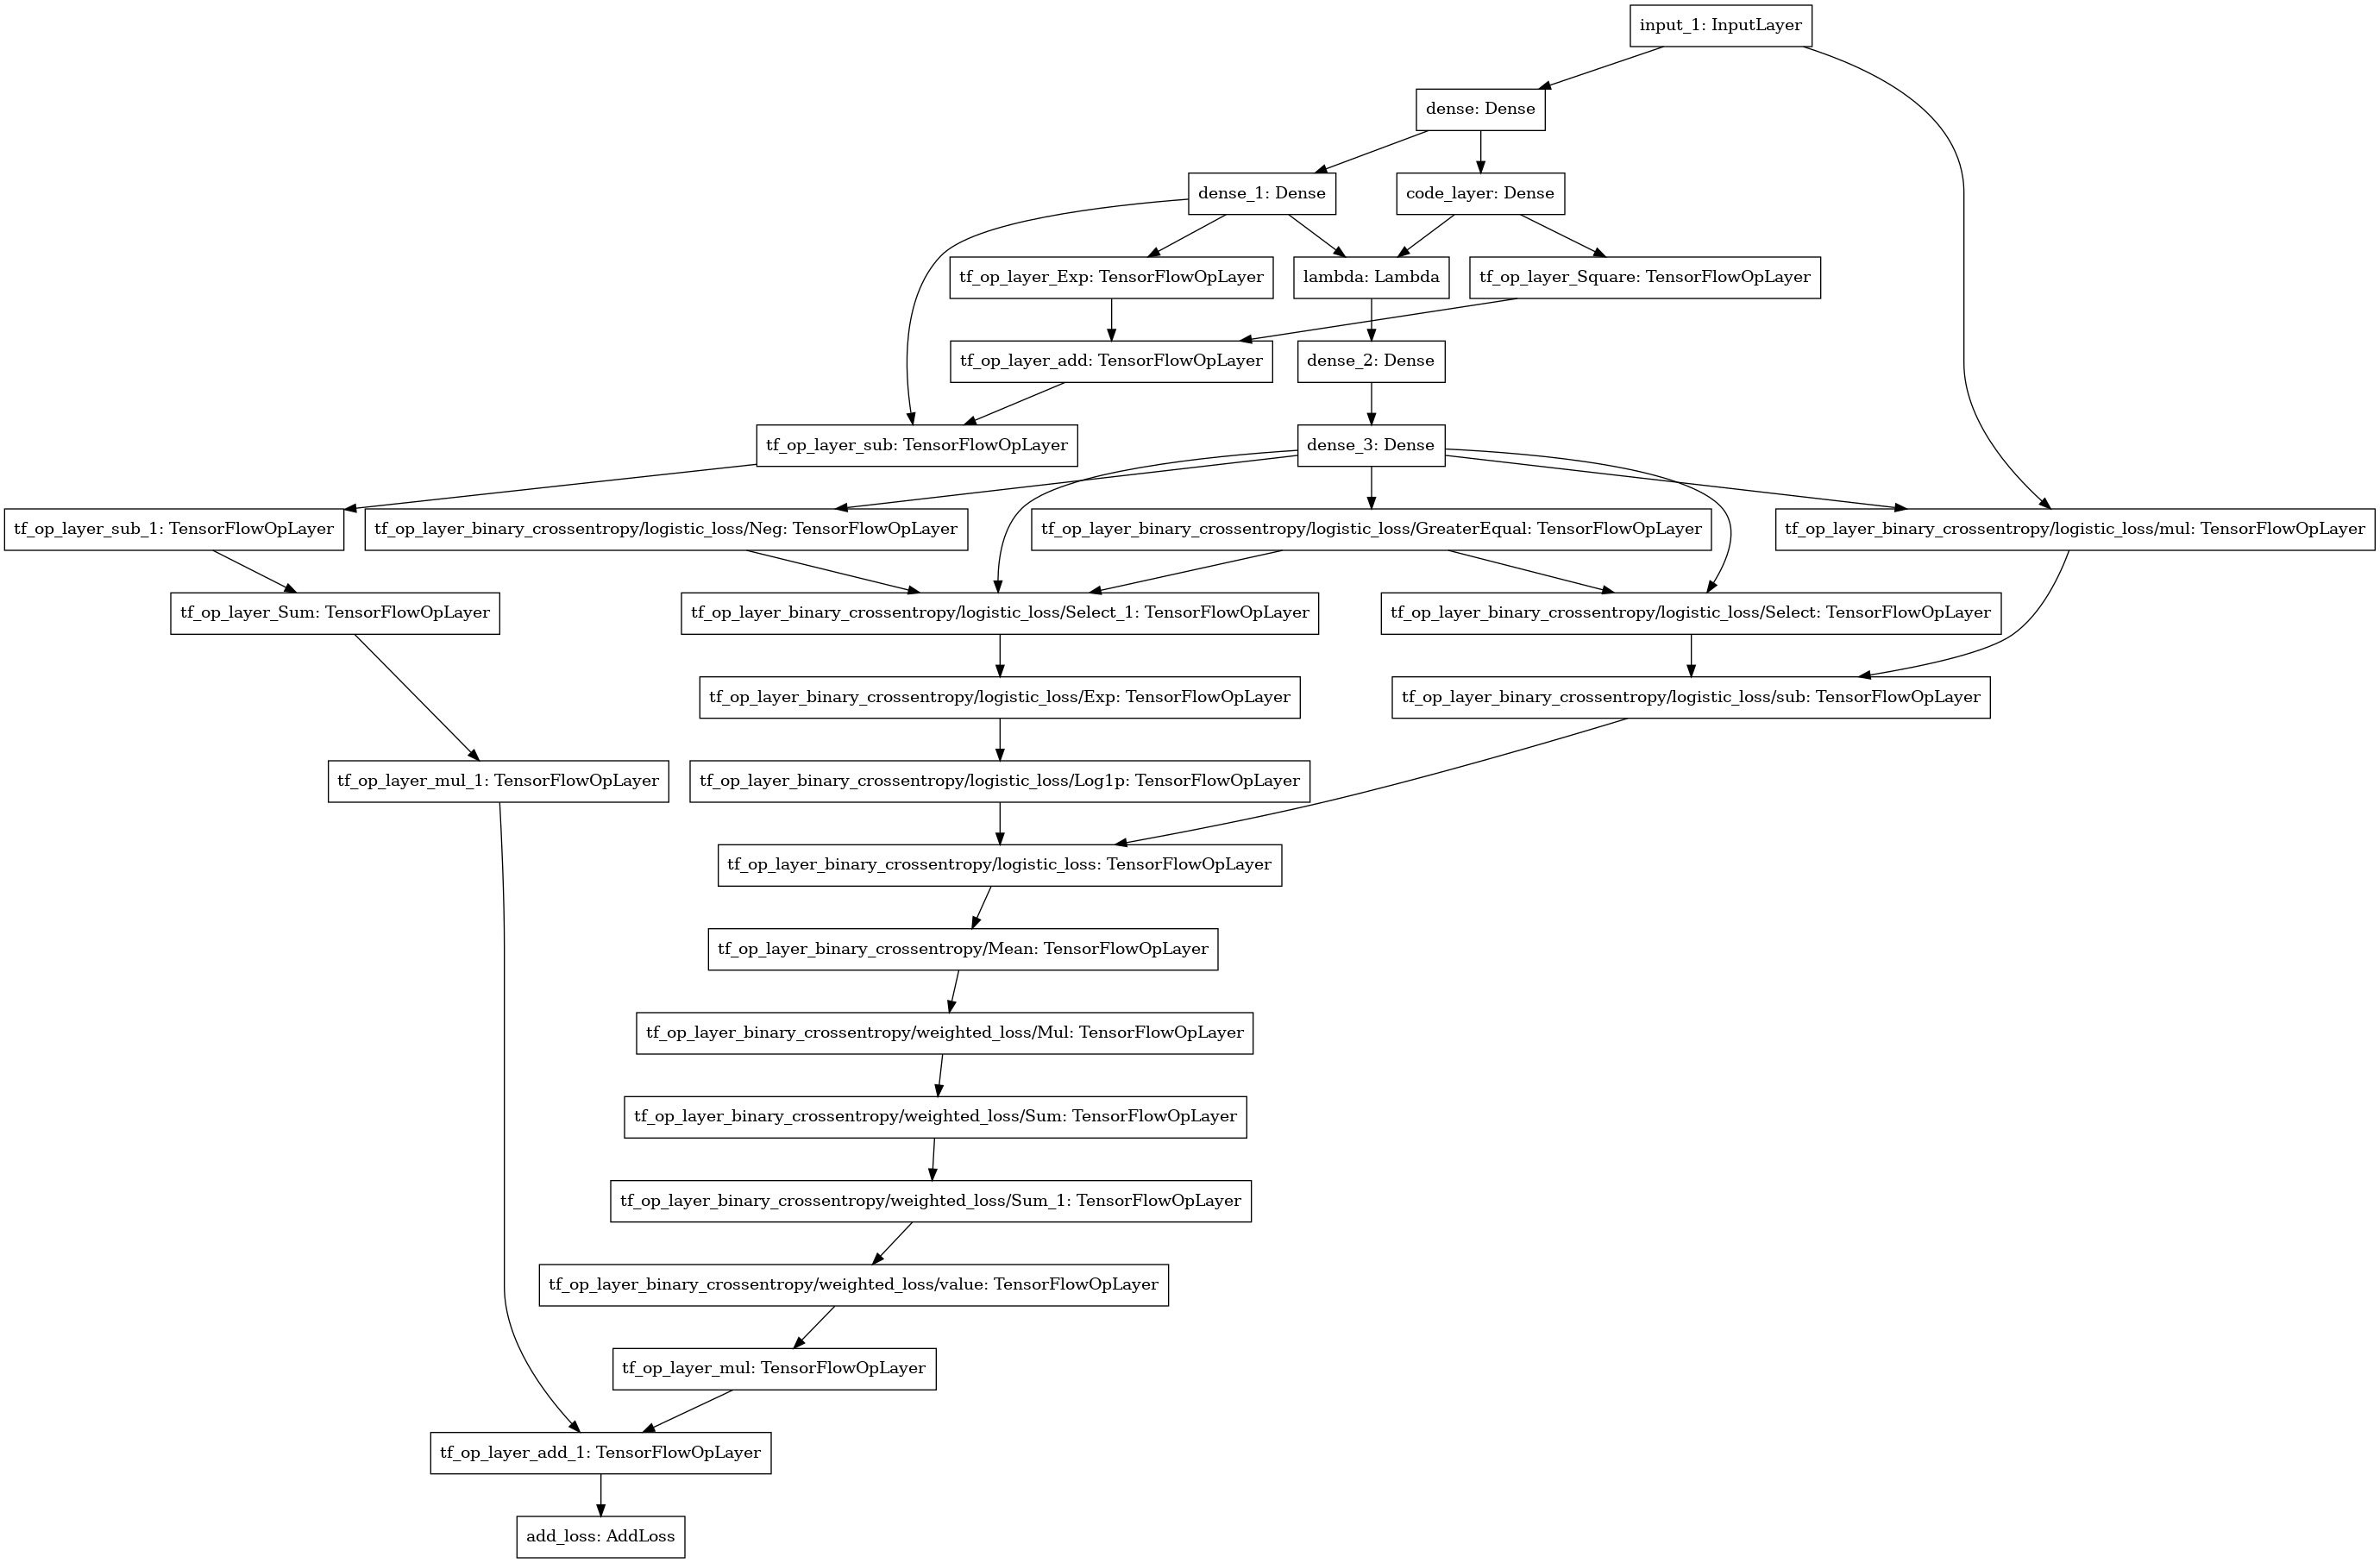 input_1: InputLayer
dense: Dense
dense_1: Dense
code_layer: Dense
tf_op_layer_Exp: TensorFlowOpLayer
lambda: Lambda
tf_op_layer_Square: TensorFlowOpLayer
tf_op_layer_add: TensorFlowOpLayer
dense_2: Dense
tf_op_layer_sub: TensorFlowOpLayer
dense_3: Dense
tf_op_layer_sub_1: TensorFlowOpLayer
tf_op_layer_binary_crossentropy/logistic_loss/Neg: TensorFlowOpLayer
tf_op_layer_binary_crossentropy/logistic_loss/GreaterEqual: TensorFlowOpLayer
tf_op_layer_binary_crossentropy/logistic_loss/mul: TensorFlowOpLayer
tf_op_layer_Sum: TensorFlowOpLayer
tf_op_layer_binary_crossentropy/logistic_loss/Select_1: TensorFlowOpLayer
tf_op_layer_binary_crossentropy/logistic_loss/Select: TensorFlowOpLayer
tf_op_layer_binary_crossentropy/logistic_loss/Exp: TensorFlowOpLayer
tf_op_layer_binary_crossentropy/logistic_loss/sub: TensorFlowOpLayer
tf_op_layer_mul_1: TensorFlowOpLayer
tf_op_layer_binary_crossentropy/logistic_loss/Log1p: TensorFlowOpLayer
tf_op_layer_binary_crossentropy/logistic_loss: TensorFlowOpLayer
tf_op_layer_binary_crossentropy/Mean: TensorFlowOpLayer
tf_op_layer_binary_crossentropy/weighted_loss/Mul: TensorFlowOpLayer
tf_op_layer_binary_crossentropy/weighted_loss/Sum: TensorFlowOpLayer
tf_op_layer_binary_crossentropy/weighted_loss/Sum_1: TensorFlowOpLayer
tf_op_layer_binary_crossentropy/weighted_loss/value: TensorFlowOpLayer
tf_op_layer_mul: TensorFlowOpLayer
tf_op_layer_add_1: TensorFlowOpLayer
add_loss: AddLoss